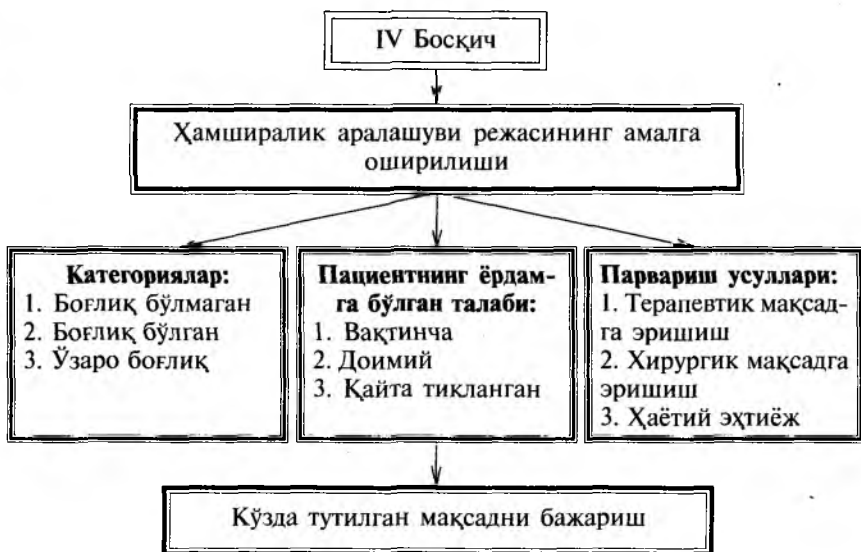 IV Босқич
Ҳамширалик аралашуви режасининг амалга
оширилиши
Категориялар:
1. Боғлиқ бўлмаган
2. Боғлиқ бўлган
3. Ўзаро боғлиқ
Пациентнинг ёрдам-
га бўлган талаби:
1. Вақтинча
2. Доимий
3. Қайта тикланган
Парвариш усуллари:
1. Терапевтик мақсад-
га эришиш
2. Хирургик мақсадга
эришиш
3. Ҳаётий эҳтиёж
Кўзда тутилган мақсадни бажариш